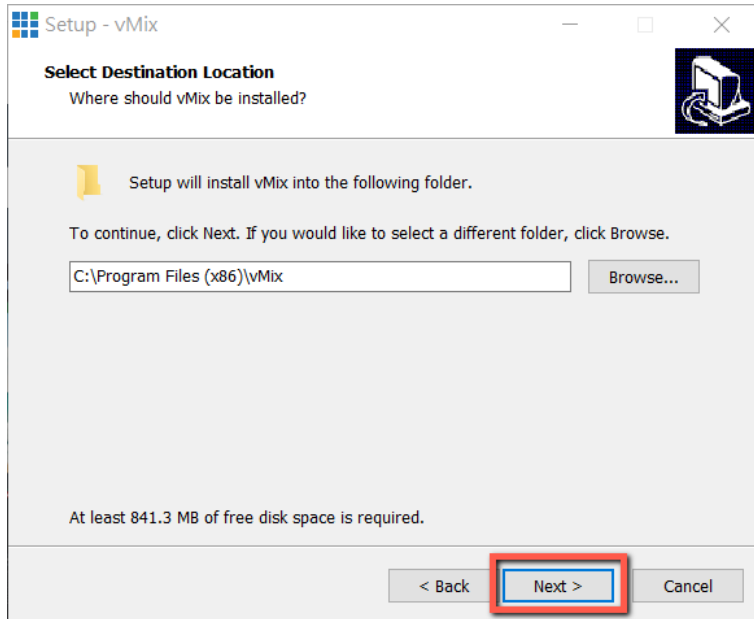 Setup - vMix
Select Destination Location
Where should vMix be installed?
Setup will install vMix into the following folder.
To continue, click Next. If you would like to select a different folder, click Browse.
C:\Program Files (x86)\vMix
Browse...
At least 841.3 MB of free disk space is required.
< Back
Next >
Cancel